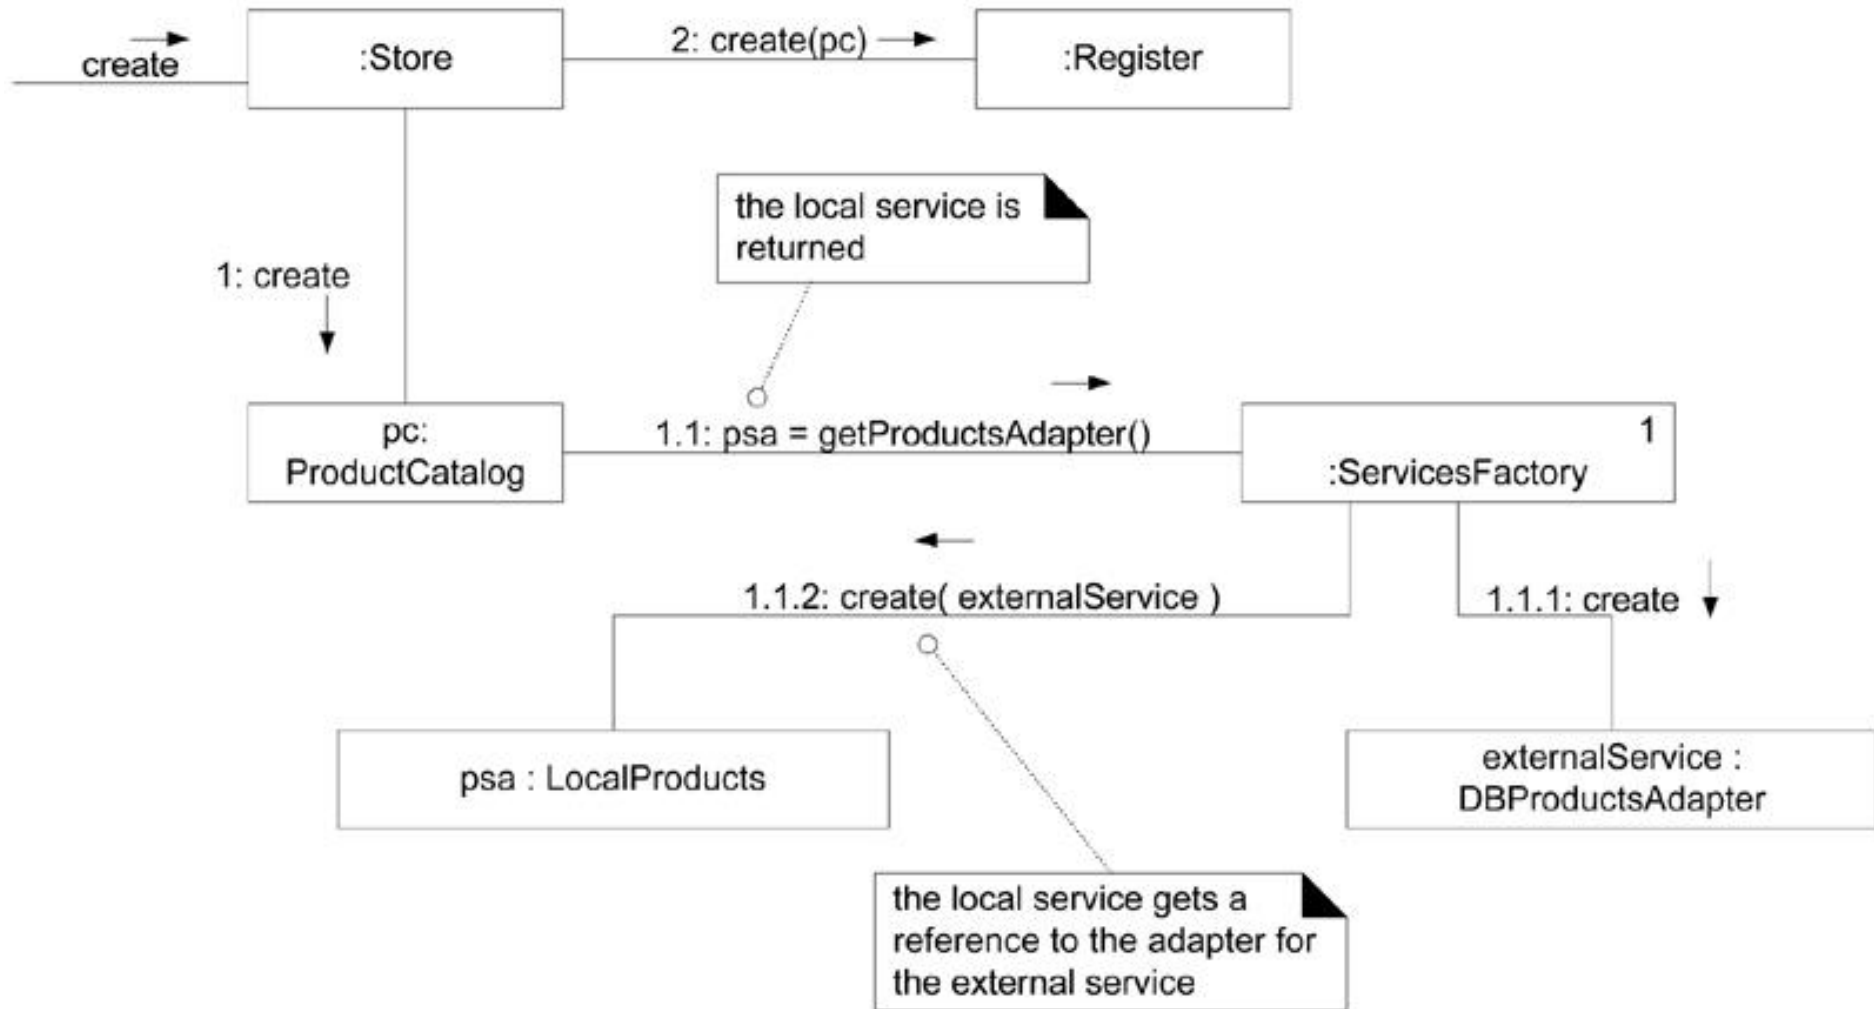 create
:Store
2: create(pc)
:Register
the local service is
returned
1: create
pc:
ProductCatalog
1.1: psa = getProductsAdapter()
1
:ServicesFactory
1.1.2: create( externalService )
1.1.1: create
psa : LocalProducts
externalService :
DBProductsAdapter
the local service gets a
reference to the adapter for
the external service